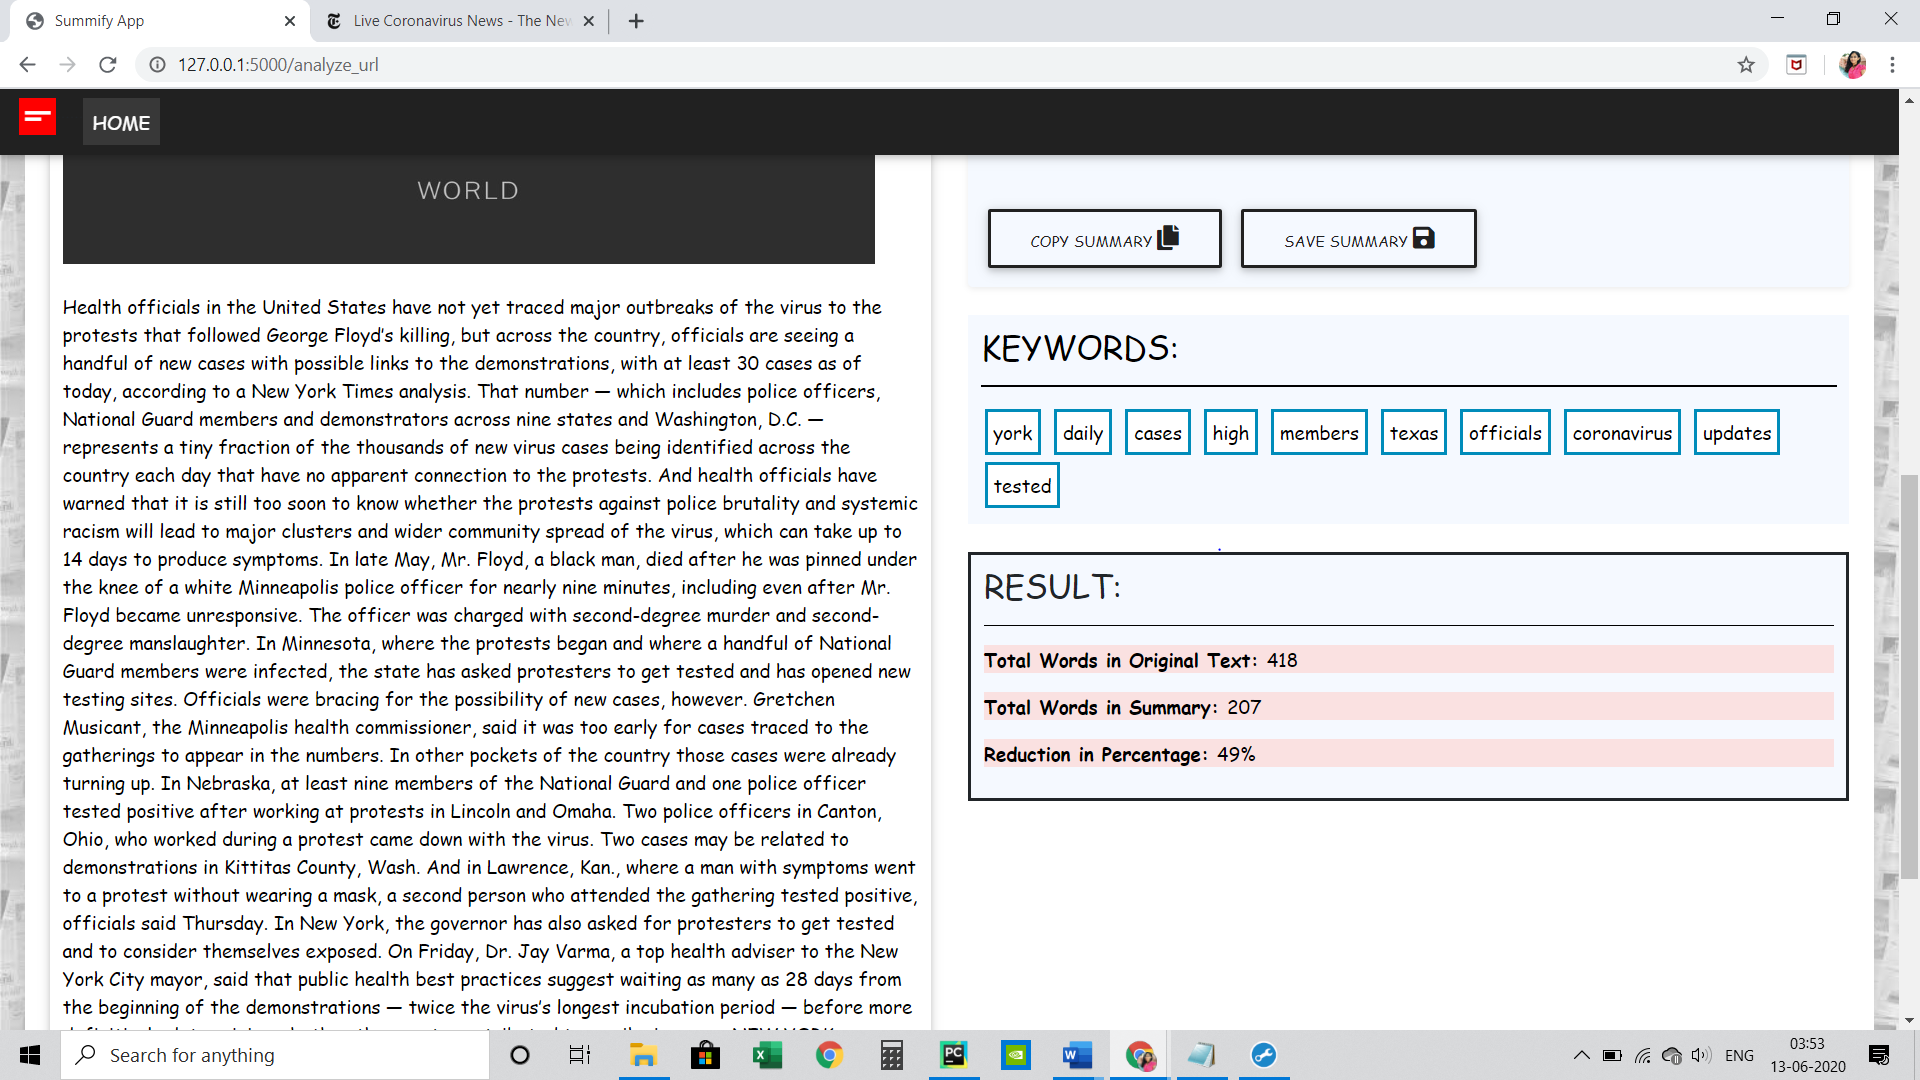 Summify App
Live Coronavirus News - The New
127.0.0.1:5000/analyze_url
HOME
WORLD
Health officials in the United States have not yet traced major outbreaks of the virus to the
protests that followed George Floyd's killing, but across the country, officials are seeing a
handful of new cases with possible links to the demonstrations, with at least 30 cases as of
today, according to a New York Times analysis. That number — which includes police officers,
National Guard members and demonstrators across nine states and Washington, D.C. —
represents a tiny fraction of the thousands of new virus cases being identified across the
country each day that have no apparent connection to the protests. And health officials have
warned that it is still too soon to know whether the protests against police brutality and systemic
racism will lead to major clusters and wider community spread of the virus, which can take up to
14 days to produce symptoms. In late May, Mr. Floyd, a black man, died after he was pinned under
the knee of a white Minneapolis police officer for nearly nine minutes, including even after Mr.
Floyd became unresponsive. The officer was charged with second-degree murder and second-
degree manslaughter. In Minnesota, where the protests began and where a handful of National
Guard members were infected, the state has asked protesters to get tested and has opened new
testing sites. Officials were bracing for the possibility of new cases, however. Gretchen
Musicant, the Minneapolis health commissioner, said it was too early for cases traced to the
gatherings to appear in the numbers. In other pockets of the country those cases were already
turning up. In Nebraska, at least nine members of the National Guard and one police officer
tested positive after working at protests in Lincoln and Omaha. Two police officers in Canton,
Ohio, who worked during a protest came down with the virus. Two cases may be related to
demonstrations in Kittitas County, Wash. And in Lawrence, Kan., where a man with symptoms went
to a protest without wearing a mask, a second person who attended the gathering tested positive,
officials said Thursday. In New York, the governor has also asked for protesters to get tested
and to consider themselves exposed. On Friday, Dr. Jay Varma, a top health adviser to the New
York City mayor, said that public health best practices suggest waiting as many as 28 days from
the beginning of the demonstrations — twice the virus's longest incubation period — before more
COPY SUMMARY
SAVE SUMMARY
KEYWORDS:
york daily cases high members texas officials coronavirus updates
tested
RESULT:
Total Words in Original Text: 418
Total Words in Summary: 207
Reduction in Percentage: 49%
Search for anything
ENG
03:53
13-06-2020